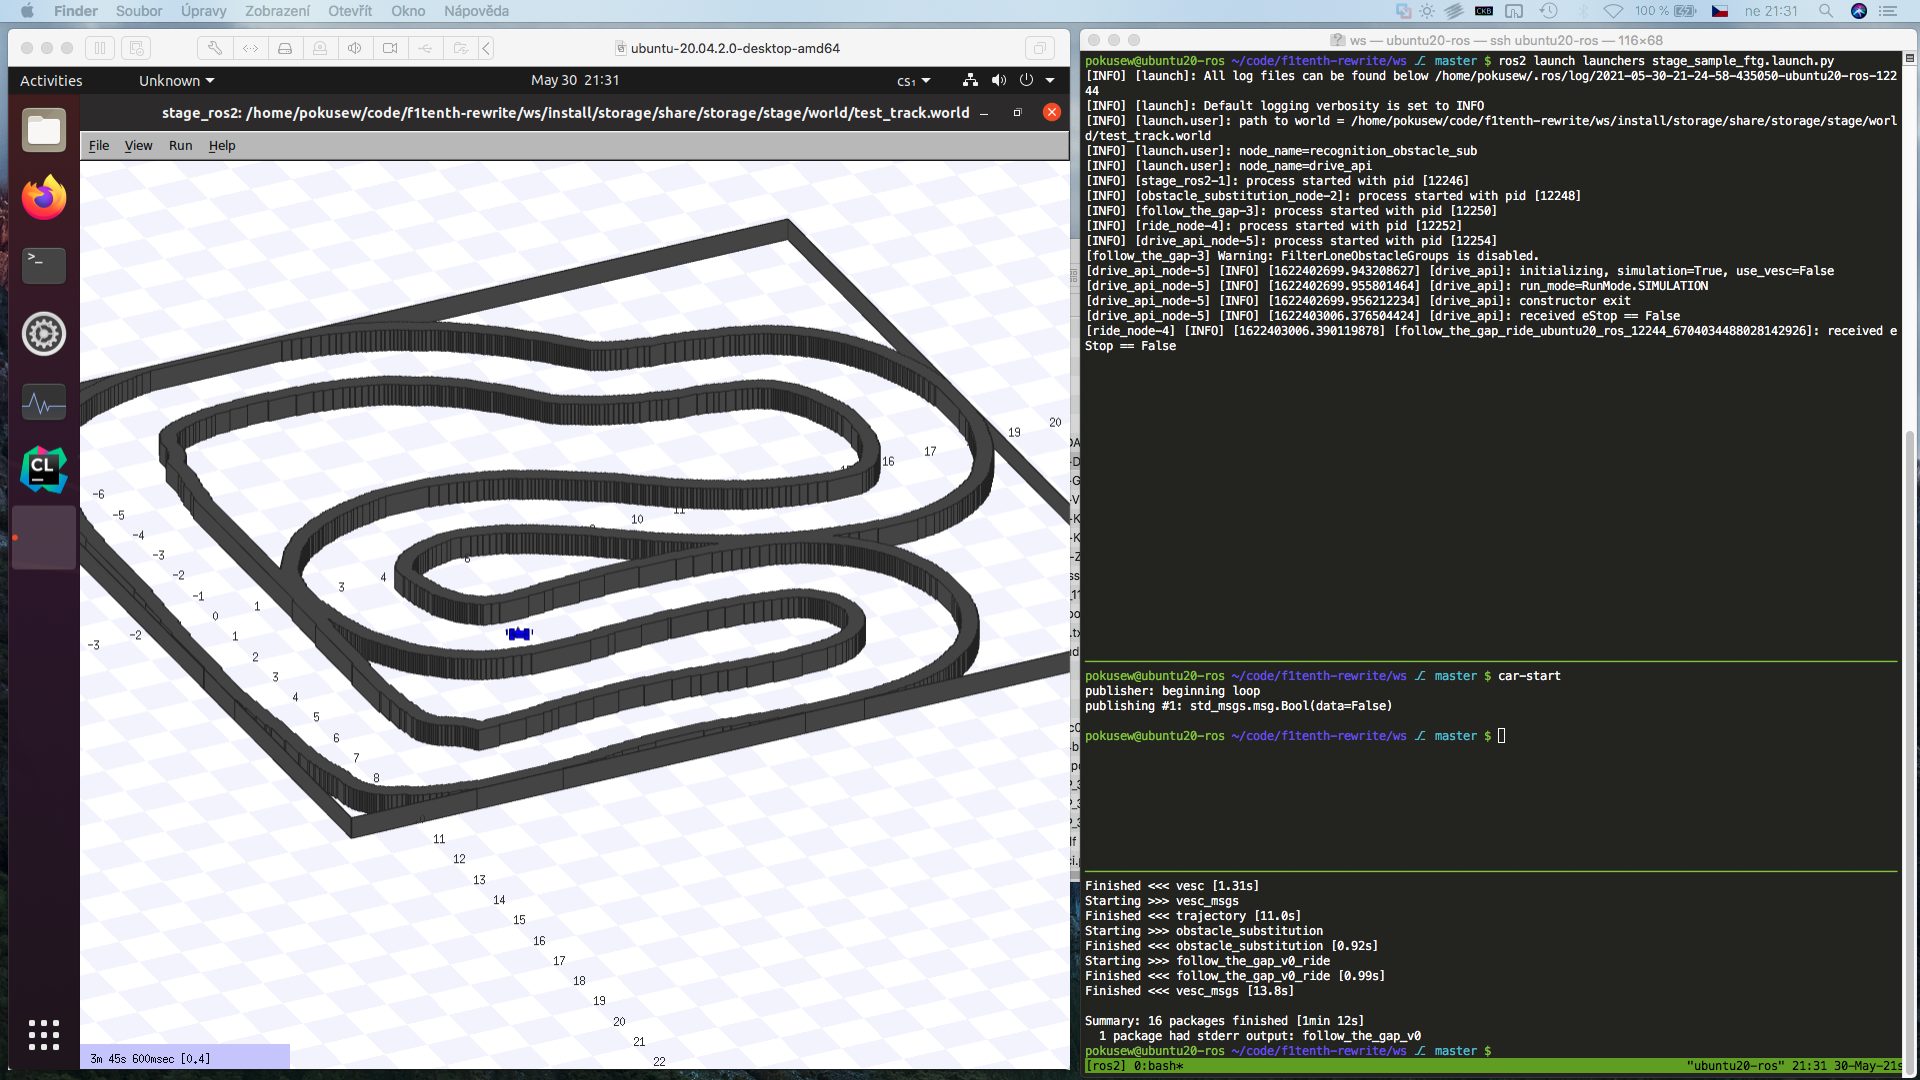 Finder Soubor Úpravy Zobrazení Otevřít Okno Nápověda
CKB 100 % ne 21:31
ubuntu-20.04.2.0-desktop-amd64
Activities Unknown May 30 21:31 cs₁
stage_ros2: /home/pokusew/code/f1tenth-rewrite/ws/install/storage/share/storage/stage/world/test_track.world
File View Run Help
20
19
17
16
11
10
4
3
1
-6
-5
-4
-3
-2
-1
0
1
2
3
4
5
6
7
8
-3
-2
11
12
13
14
15
16
17
18
19
20
21
22
CL
3m 45s 600msec [0.4]
ws — ubuntu20-ros — ssh ubuntu20-ros — 116×68
pokusew@ubuntu20-ros ~/code/f1tenth-rewrite/ws master $ ros2 launch launchers stage_sample_ftg.launch.py
[INFO] [launch]: All log files can be found below /home/pokusew/.ros/log/2021-05-30-21-24-58-435050-ubuntu20-ros-122
44
[INFO] [launch]: Default logging verbosity is set to INFO
[INFO] [launch.user]: path to world = /home/pokusew/code/f1tenth-rewrite/ws/install/storage/share/storage/stage/worl
d/test_track.world
[INFO] [launch.user]: node_name=recognition_obstacle_sub
[INFO] [launch.user]: node_name=drive_api
[INFO] [stage_ros2-1]: process started with pid [12246]
[INFO] [obstacle_substitution_node-2]: process started with pid [12248]
[INFO] [follow_the_gap-3]: process started with pid [12250]
[INFO] [ride_node-4]: process started with pid [12252]
[INFO] [drive_api_node-5]: process started with pid [12254]
[follow_the_gap-3] Warning: FilterLoneObstacleGroups is disabled.
[drive_api_node-5] [INFO] [1622402699.943208627] [drive_api]: initializing, simulation=True, use_vesc=False
[drive_api_node-5] [INFO] [1622402699.955801464] [drive_api]: run_mode=RunMode.SIMULATION
[drive_api_node-5] [INFO] [1622402699.956212234] [drive_api]: constructor exit
[drive_api_node-5] [INFO] [1622403006.376504424] [drive_api]: received eStop == False
[ride_node-4] [INFO] [1622403006.390119878] [follow_the_gap_ride_ubuntu20_ros_12244_6704034488028142926]: received e
Stop == False
pokusew@ubuntu20-ros ~/code/f1tenth-rewrite/ws master $ car-start
publisher: beginning loop
publishing #1: std_msgs.msg.Bool(data=False)
pokusew@ubuntu20-ros ~/code/f1tenth-rewrite/ws master $
Finished <<< vesc [1.31s]
Starting >>> vesc_msgs
Finished <<< trajectory [11.0s]
Starting >>> obstacle_substitution
Finished <<< obstacle_substitution [0.92s]
Starting >>> follow_the_gap_v0_ride
Finished <<< follow_the_gap_v0_ride [0.99s]
Finished <<< vesc_msgs [13.8s]
Summary: 16 packages finished [1min 12s]
1 package had stderr output: follow_the_gap_v0
pokusew@ubuntu20-ros ~/code/f1tenth-rewrite/ws master $
[ros2] 0:bash* "ubuntu20-ros" 21:31 30-May-21